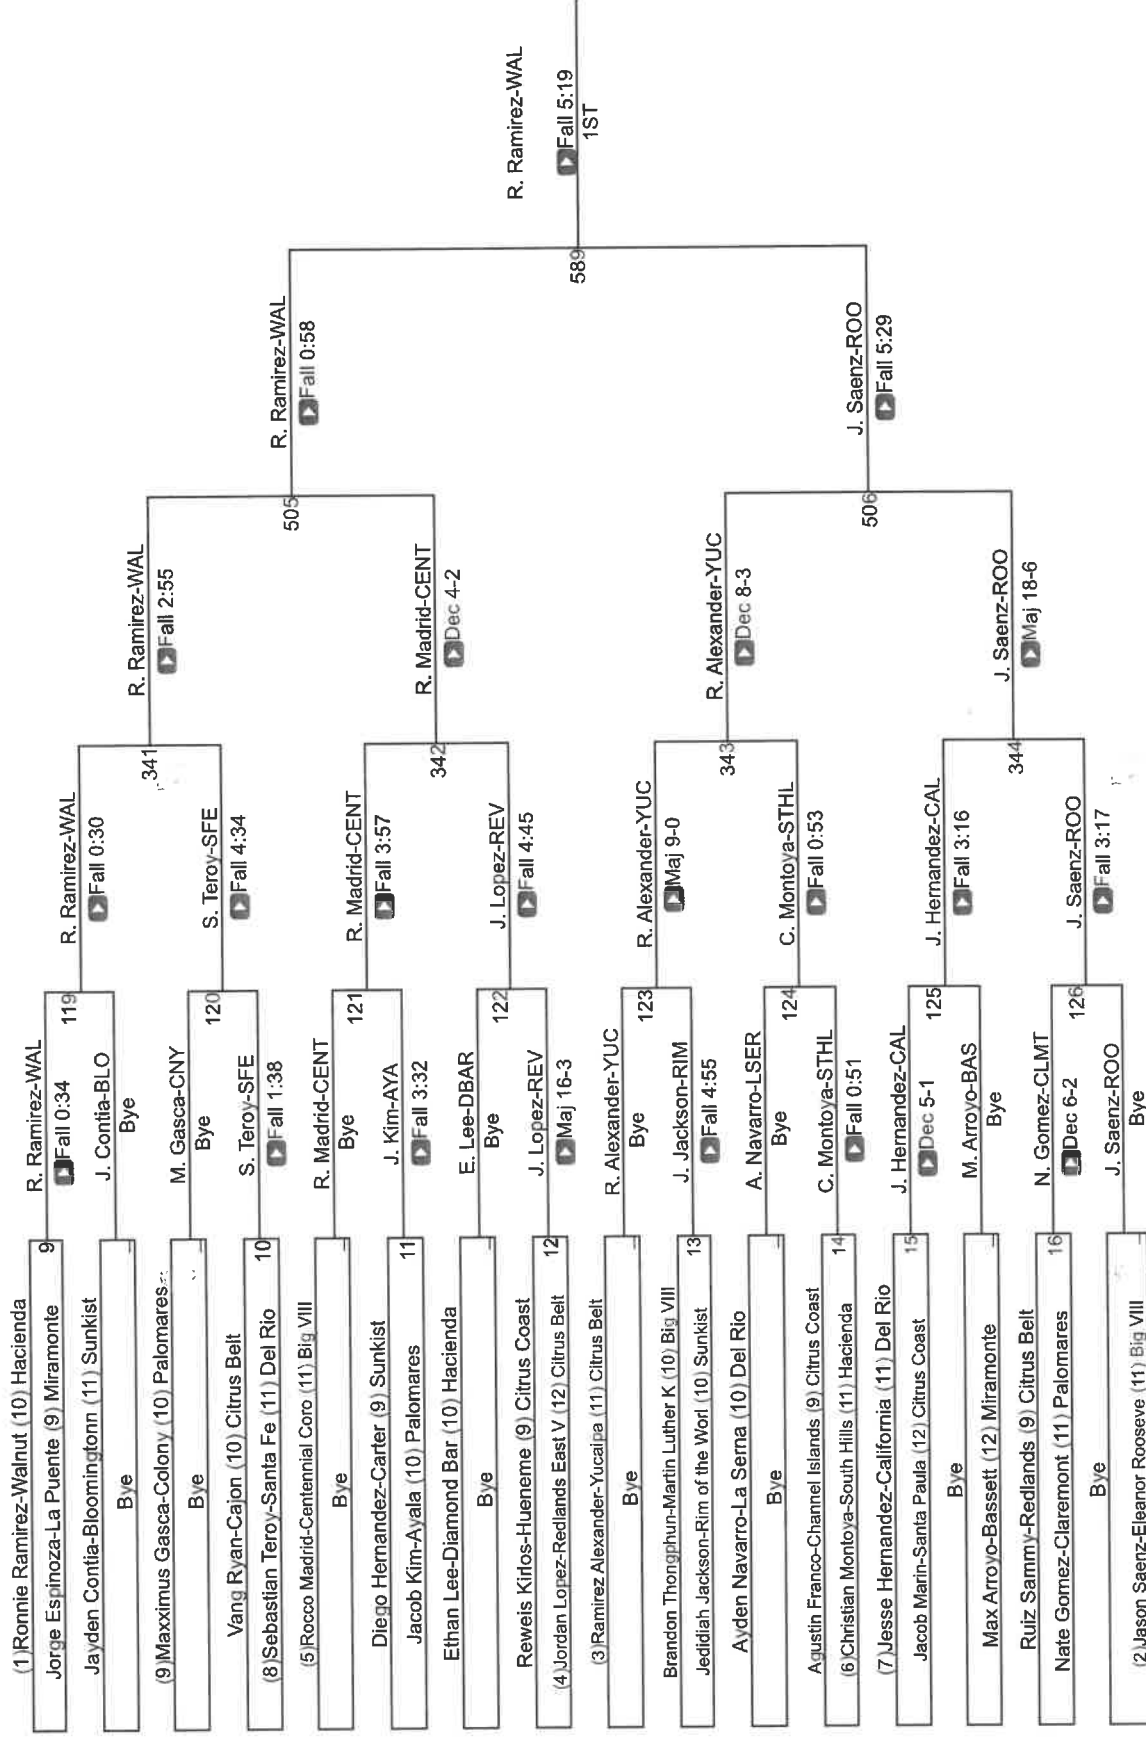 (1)Ronnie Ramirez-Walnut (10) Hacienda
Jorge Espinoza-La Puente (9) Miramonte
9
Jayden Contia-Bloomingtonn (11) Sunkist
Bye
(9)Maxximus Gasca-Colony (10) Palomares
Bye
Vang Ryan-Cajon (10) Citrus Belt
(8)Sebastian Teroy-Santa Fe (11) Del Rio
10
(5)Rocco Madrid-Centennial Coro (11) Big VIII
Bye
Diego Hernandez-Carter (9) Sunkist
Jacob Kim-Ayala (10) Palomares
11
Ethan Lee-Diamond Bar (10) Hacienda
Bye
Reweis Kirlos-Hueneme (9) Citrus Coast
(4)Jordan Lopez-Redlands East V (12) Citrus Belt
12
(3)Ramirez Alexander-Yucaipa (11) Citrus Belt
Bye
Brandon Thongphun-Martin Luther K (10) Big VIII
Jedidiah Jackson-Rim of the Worl (10) Sunkist
13
Ayden Navarro-La Serna (10) Del Rio
Bye
Agustin Franco-Channel Islands (9) Citrus Coast
(6)Christian Montoya-South Hills (11) Hacienda
14
(7)Jesse Hernandez-California (11) Del Rio
Jacob Marin-Santa Paula (12) Citrus Coast
15
Bye
Max Arroyo-Bassett (12) Miramonte
Ruiz Sammy-Redlands (9) Citrus Belt
Nate Gomez-Claremont (11) Palomares
16
Bye
(2)Jason Saenz-Eleanor Rooseve (11) Big VIII
R. Ramirez-WAL
Fall 0:34
119
J. Contia-BLO
Bye
M. Gasca-CNY
Bye
120
S. Teroy-SFE
Fall 1:38
R. Madrid-CENT
Bye
121
J. Kim-AYA
Fall 3:32
E. Lee-DBAR
Bye
122
J. Lopez-REV
Maj 16-3
R. Alexander-YUC
Bye
123
J. Jackson-RIM
Fall 4:55
A. Navarro-LSER
Bye
124
C. Montoya-STHL
Fall 0:51
J. Hernandez-CAL
Dec 5-1
125
M. Arroyo-BAS
Bye
N. Gomez-CLMT
Dec 6-2
126
J. Saenz-ROO
Bye
R. Ramirez-WAL
Fall 0:30
341
S. Teroy-SFE
Fall 4:34
R. Madrid-CENT
Fall 3:57
342
J. Lopez-REV
Fall 4:45
R. Alexander-YUC
Maj 9-0
343
C. Montoya-STHL
Fall 0:53
J. Hernandez-CAL
Fall 3:16
344
J. Saenz-ROO
Fall 3:17
R. Ramirez-WAL
Fall 2:55
505
R. Madrid-CENT
Dec 4-2
R. Alexander-YUC
Dec 8-3
506
J. Saenz-ROO
Maj 18-6
R. Ramirez-WAL
Fall 0:58
589
J. Saenz-ROO
Fall 5:29
R. Ramirez-WAL
Fall 5:19
1ST